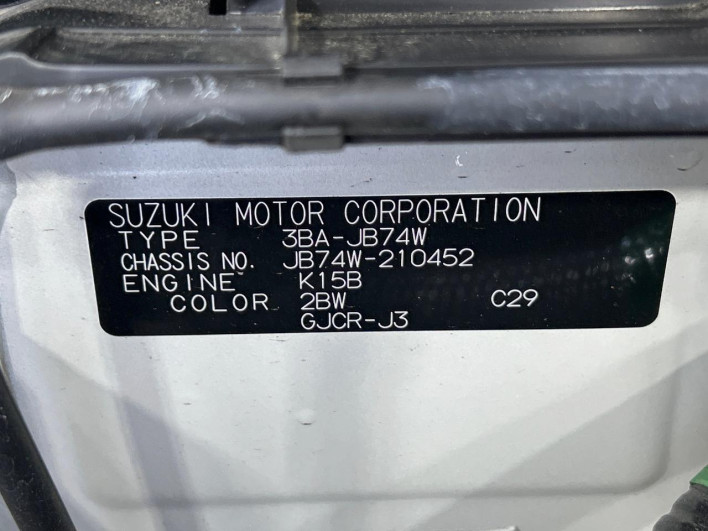 SUZUKI MOTOR CORPORATION
TYPE 3BA-JB74W
CHASSIS NO. JB74W-210452
ENGINE K15B
COLOR 2BW C29
GJCR-J3